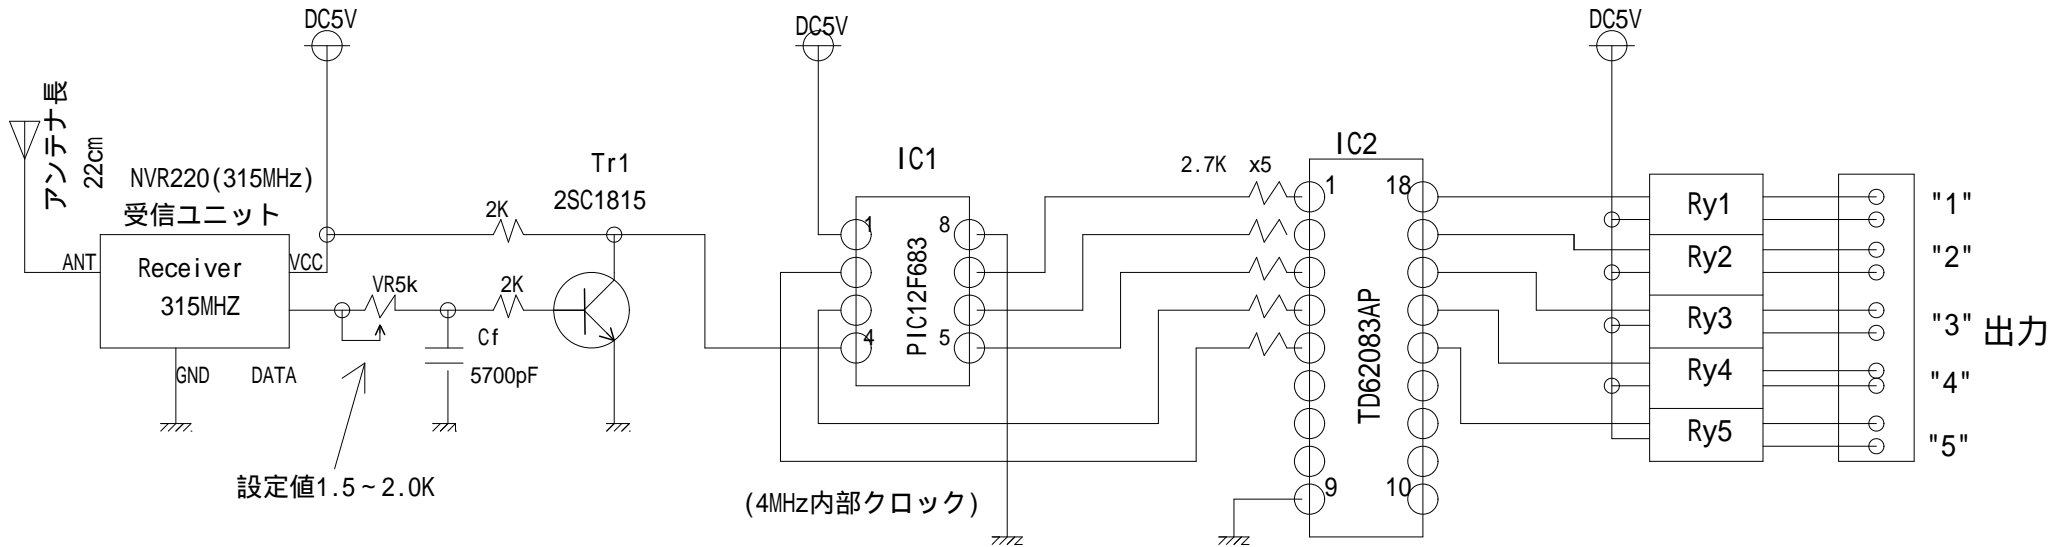 DC5V
DC5V
DC5V
アンテナ長
22cm
NVR220(315MHz)
受信ユニット
ANT
Receiver
315MHZ
VCC
GND
DATA
VR5k
設定値1.5~2.0K
2K
2K
Cf
5700pF
Tr1
2SC1815
IC1
1
8
4
5
PIC12F683
(4MHz内部クロック)
2.7K x5
IC2
1
18
9
10
TD62083AP
Ry1
Ry2
Ry3
Ry4
Ry5
"1"
"2"
"3"
"4"
"5"
出力